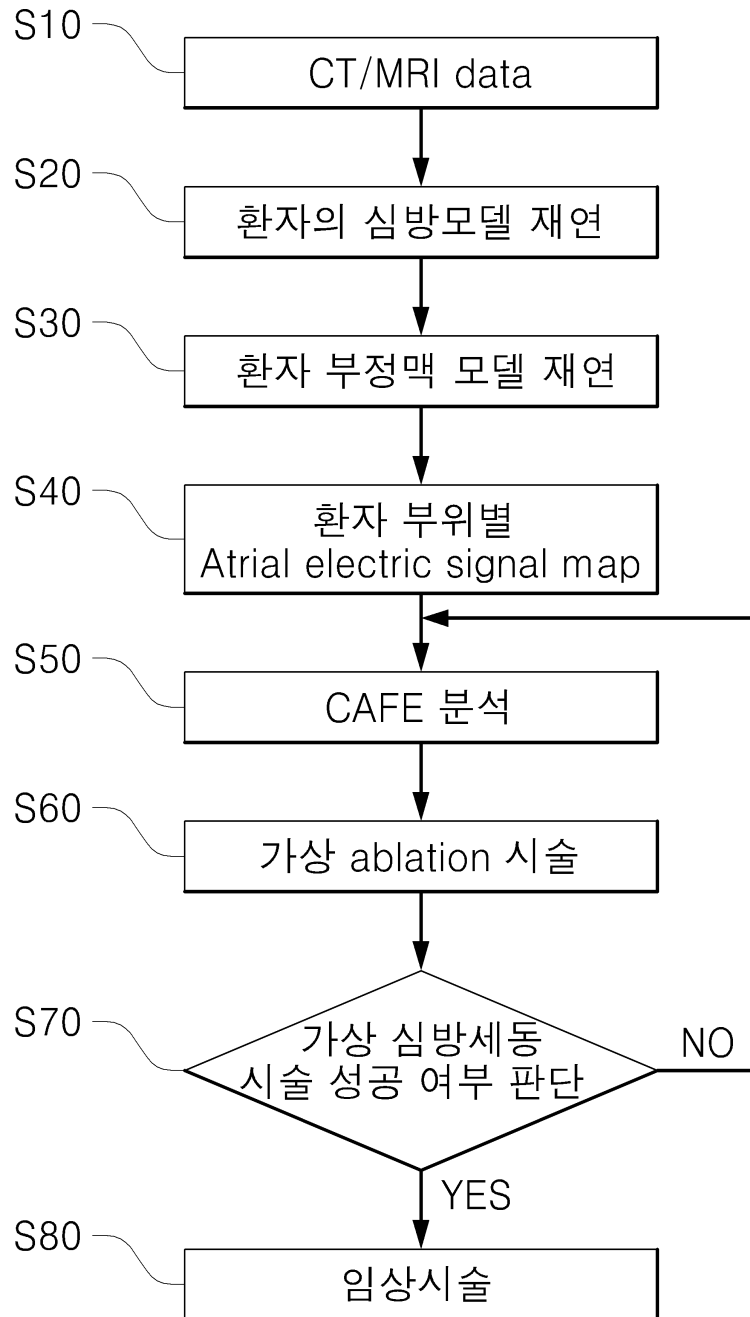 S10
CT/MRI data
S20
환자의 심방모델 재연
S30
환자 부정맥 모델 재연
S40
환자 부위별
Atrial electric signal map
S50
CAFE 분석
S60
가상 ablation 시술
S70
가상 심방세동
시술 성공 여부 판단
NO
YES
S80
임상시술